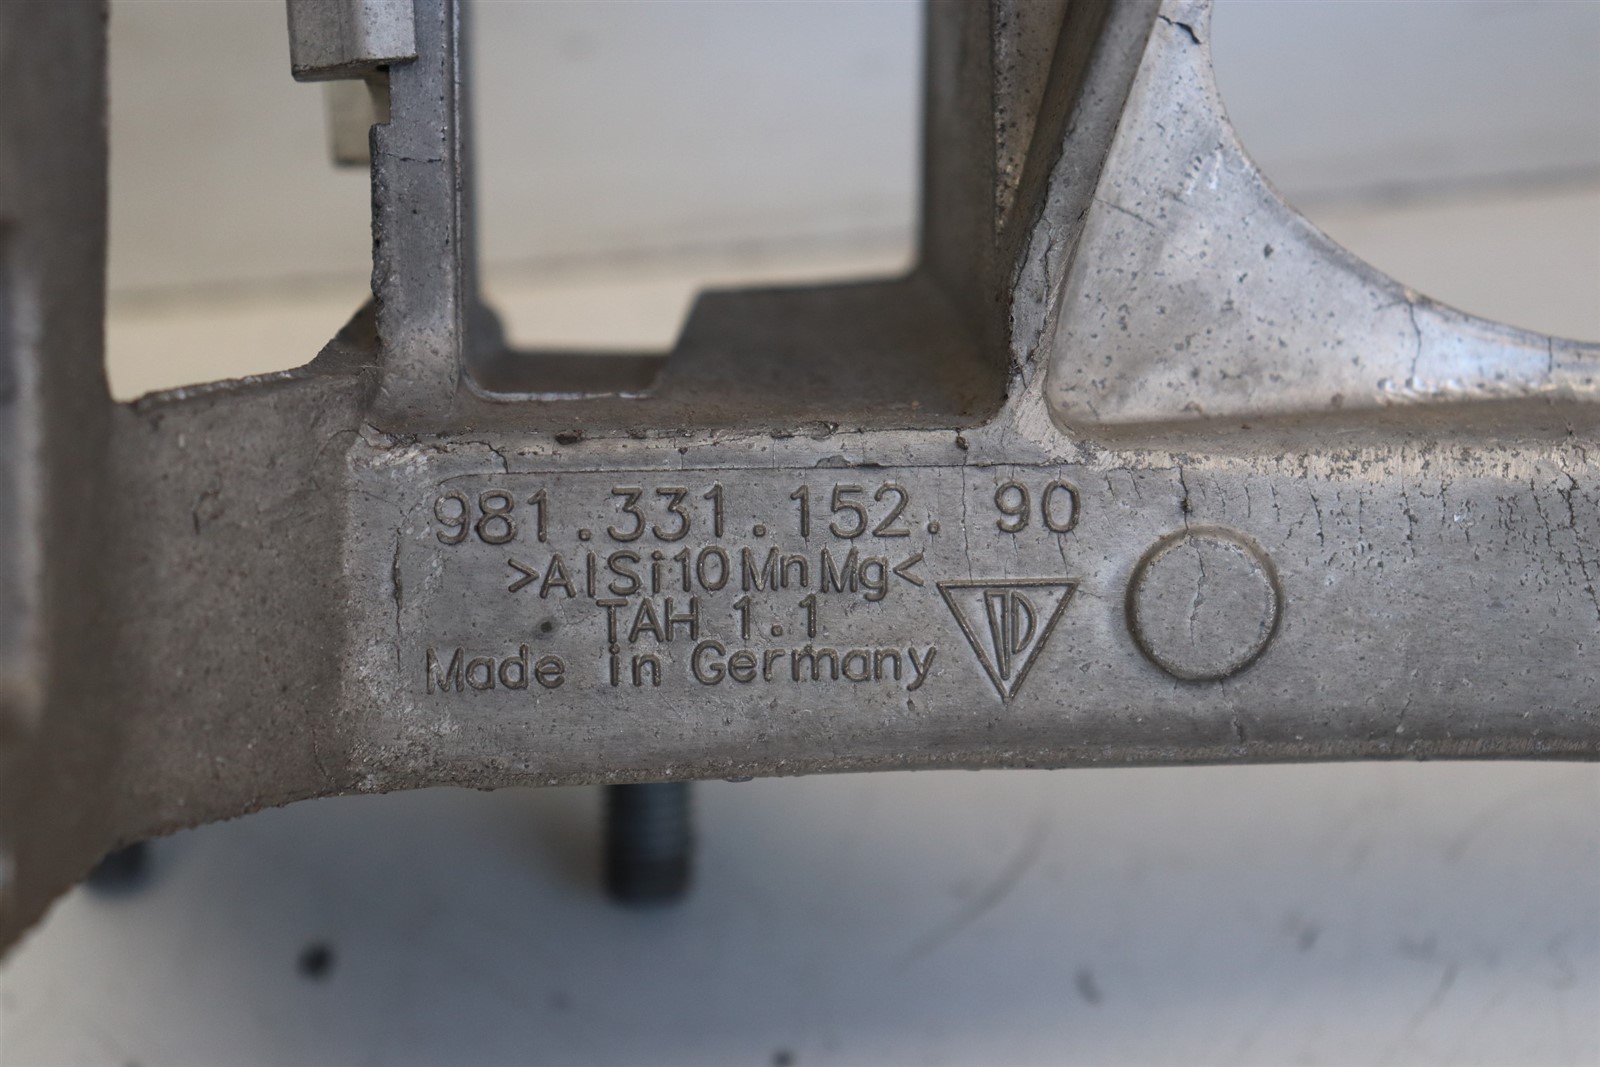 981.331.152.90
>AlSi10MnMg<
TAH 1.1
Made in Germany